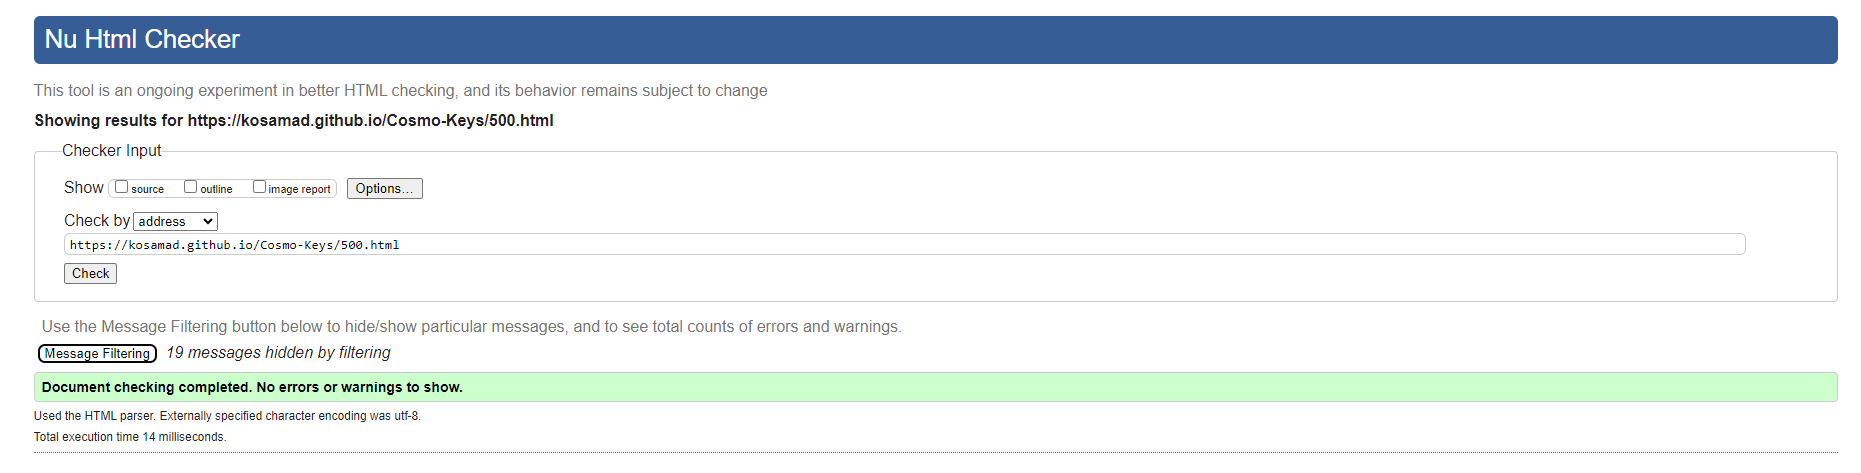 Nu Html Checker
This tool is an ongoing experiment in better HTML checking, and its behavior remains subject to change
Showing results for https://kosamad.github.io/Cosmo-Keys/500.html
Checker Input
Show source outline image report Options...
Check by address
https://kosamad.github.io/Cosmo-Keys/500.html
Check
Use the Message Filtering button below to hide/show particular messages, and to see total counts of errors and warnings.
Message Filtering 19 messages hidden by filtering
Document checking completed. No errors or warnings to show.
Used the HTML parser. Externally specified character encoding was utf-8.
Total execution time 14 milliseconds.